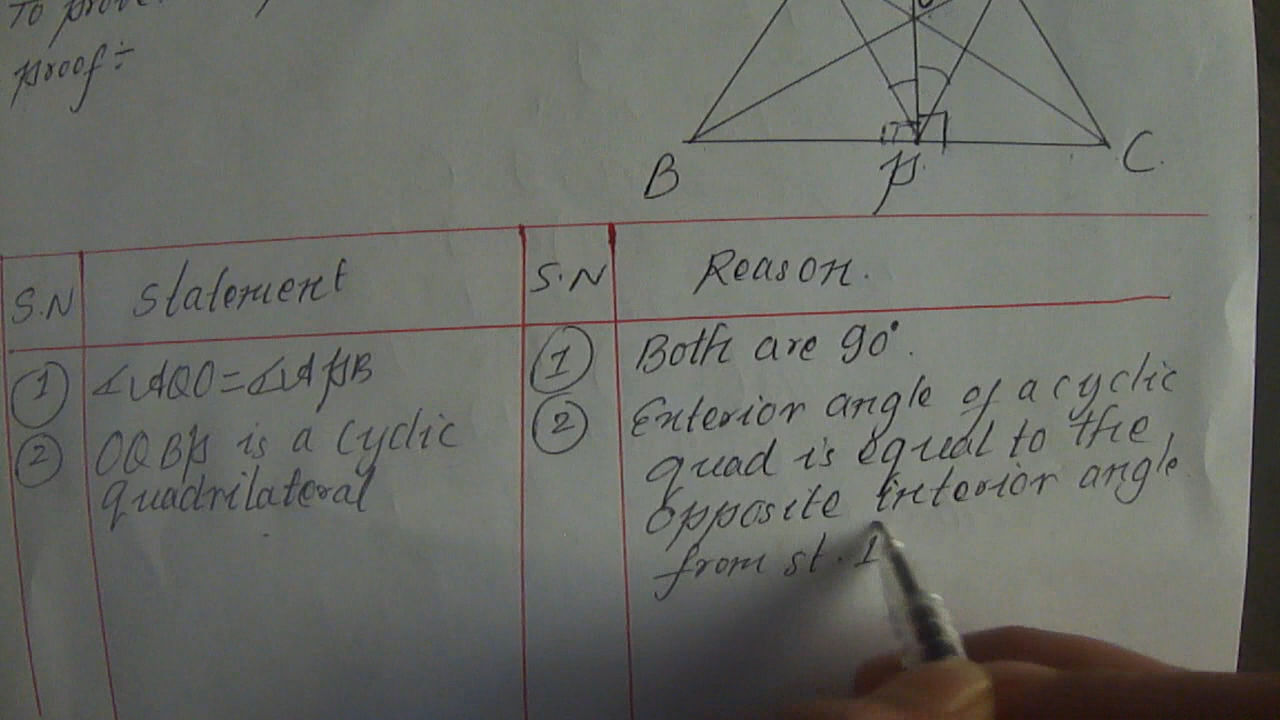 To prove:
proof÷
O
B
p
C.
S.N Statement S.N Reason.
① ∠AQO=∠APB ① Both are 90°.
② OQBP is a cyclic ② Exterior angle of a cyclic
quadrilateral quad is equal to the
opposite interior angle
from st. 1